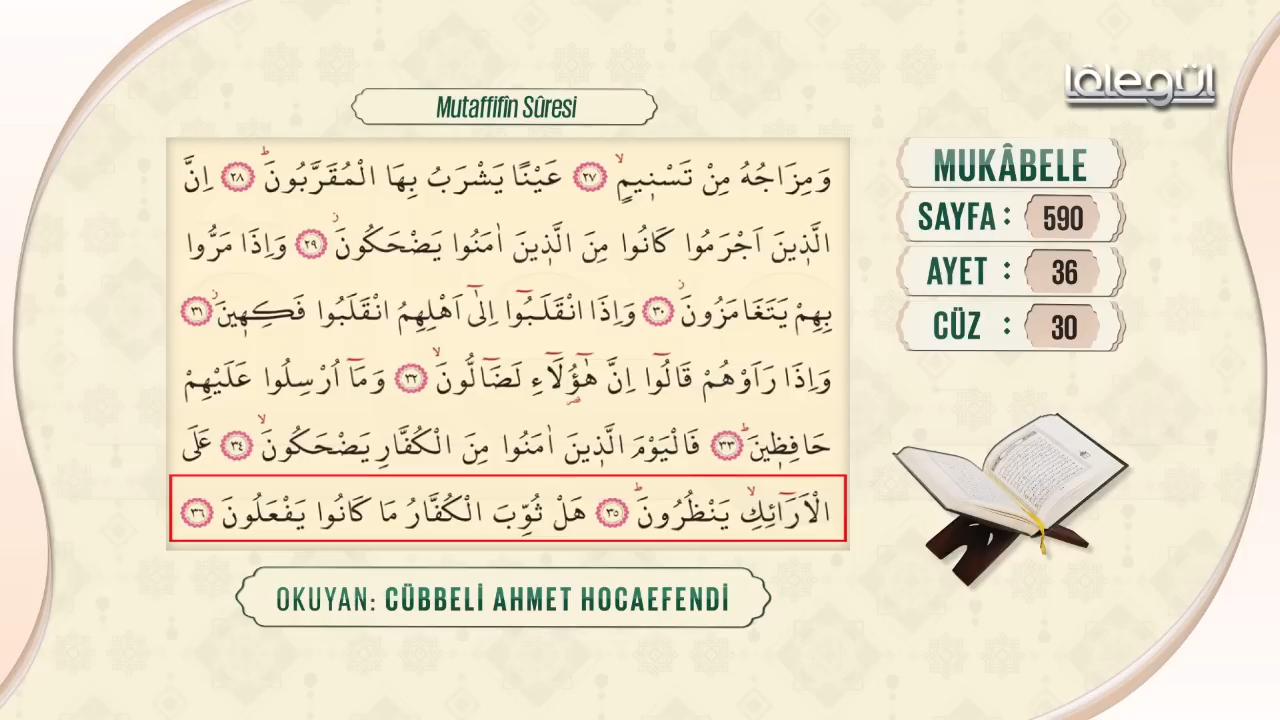 lâlegül
Mutaffifîn Sûresi
وَمِزَاجُهُ مِنْ تَسْنٖيمٍۙ ﴿٢٧﴾ عَيْنًا يَشْرَبُ بِهَا الْمُقَرَّبُونَۜ ﴿٢٨﴾ اِنَّ
الَّذٖينَ اَجْرَمُوا كَانُوا مِنَ الَّذٖينَ اٰمَنُوا يَضْحَكُونَؗ ﴿٢٩﴾ وَاِذَا مَرُّوا
بِهِمْ يَتَغَامَزُونَؗ ﴿٣٠﴾ وَاِذَا انْقَلَبُٓوا اِلٰٓى اَهْلِهِمُ انْقَلَبُوا فَكِهٖينَؗ ﴿٣١﴾
وَاِذَا رَاَوْهُمْ قَالُٓوا اِنَّ هٰٓؤُ۬لَٓاءِ لَضَٓالُّونَۙ ﴿٣٢﴾ وَمَٓا اُرْسِلُوا عَلَيْهِمْ
حَافِظٖينَۜ ﴿٣٣﴾ فَالْيَوْمَ الَّذٖينَ اٰمَنُوا مِنَ الْكُفَّارِ يَضْحَكُونَۙ ﴿٣٤﴾ عَلَى
الْاَرَٓائِكِۙ يَنْظُرُونَۜ ﴿٣٥﴾ هَلْ ثُوِّبَ الْكُفَّارُ مَا كَانُوا يَفْعَلُونَ ﴿٣٦﴾
MUKÂBELE
SAYFA : 590
AYET : 36
CÜZ : 30
OKUYAN: CÜBBELİ AHMET HOCAEFENDİ